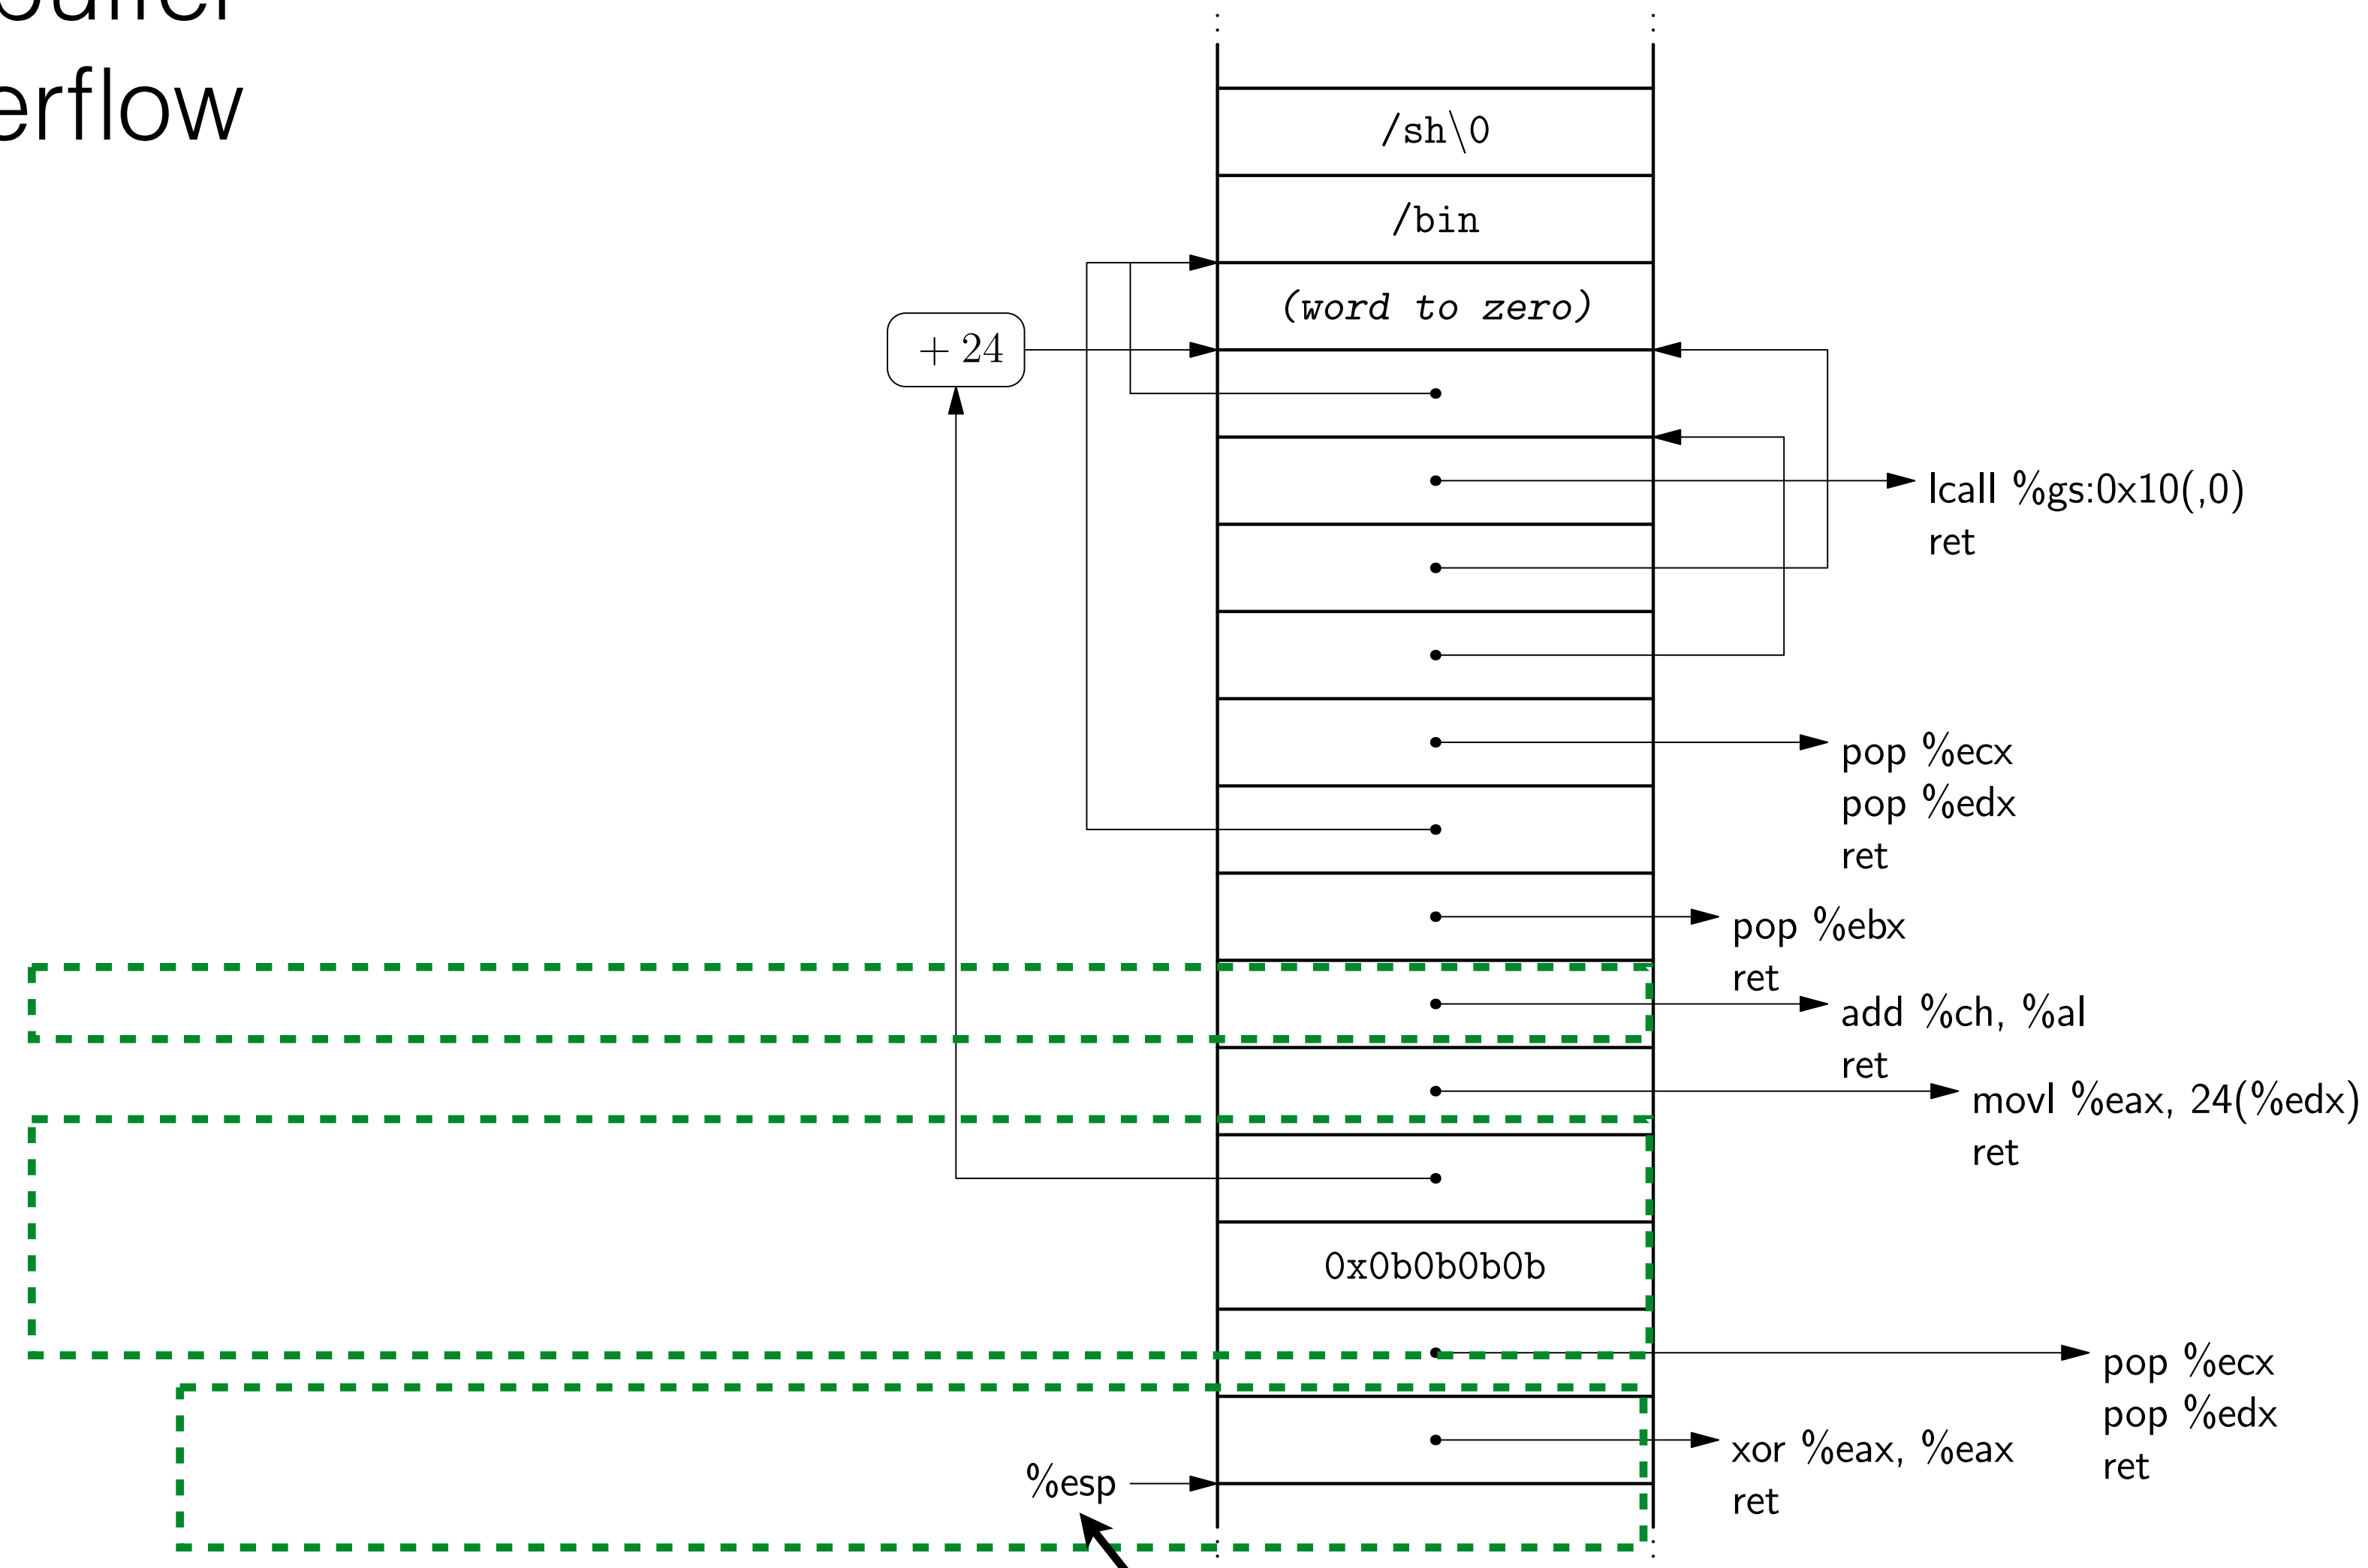 erflow
/sh\0
/bin
(word to zero)
+ 24
lcall %gs:0x10(,0)
ret
pop %ecx
pop %edx
ret
pop %ebx
ret
add %ch, %al
ret
movl %eax, 24(%edx)
ret
0x0b0b0b0b
pop %ecx
pop %edx
ret
xor %eax, %eax
ret
%esp